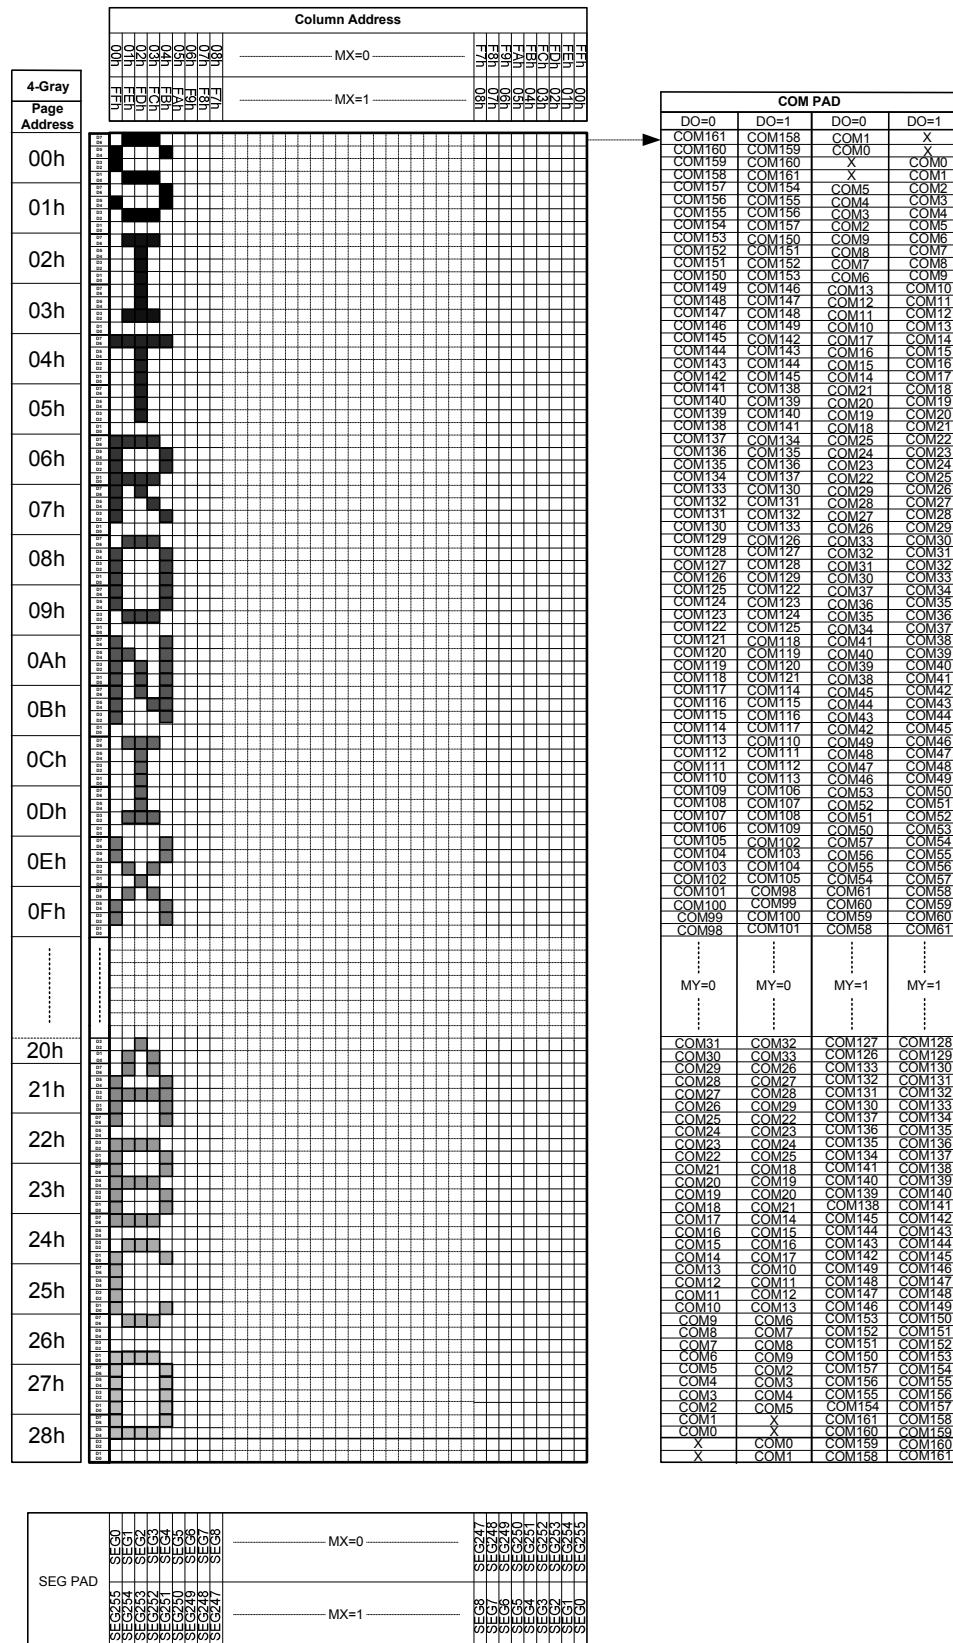 Column Address
00h 01h 02h 03h 04h 05h 06h 07h 08h MX=0 F7h F8h F9h FAh FBh FCh FDh FEh FFh
FFh FEh FDh FCh FBh FAh F9h F8h F7h MX=1 08h 07h 06h 05h 04h 03h 02h 01h 00h
4-Gray
Page
Address
00h
01h
02h
03h
04h
05h
06h
07h
08h
09h
0Ah
0Bh
0Ch
0Dh
0Eh
0Fh
20h
21h
22h
23h
24h
25h
26h
27h
28h
COM PAD
DO=0 DO=1 DO=0 DO=1
COM161 COM158 COM1 X
COM160 COM159 COM0 X
COM159 COM160 X COM0
COM158 COM161 X COM1
COM157 COM154 COM5 COM2
COM156 COM155 COM4 COM3
COM155 COM156 COM3 COM4
COM154 COM157 COM2 COM5
COM153 COM150 COM9 COM6
COM152 COM151 COM8 COM7
COM151 COM152 COM7 COM8
COM150 COM153 COM6 COM9
COM149 COM146 COM13 COM10
COM148 COM147 COM12 COM11
COM147 COM148 COM11 COM12
COM146 COM149 COM10 COM13
COM145 COM142 COM17 COM14
COM144 COM143 COM16 COM15
COM143 COM144 COM15 COM16
COM142 COM145 COM14 COM17
COM141 COM138 COM21 COM18
COM140 COM139 COM20 COM19
COM139 COM140 COM19 COM20
COM138 COM141 COM18 COM21
COM137 COM134 COM25 COM22
COM136 COM135 COM24 COM23
COM135 COM136 COM23 COM24
COM134 COM137 COM22 COM25
COM133 COM130 COM29 COM26
COM132 COM131 COM28 COM27
COM131 COM132 COM27 COM28
COM130 COM133 COM26 COM29
COM129 COM126 COM33 COM30
COM128 COM127 COM32 COM31
COM127 COM128 COM31 COM32
COM126 COM129 COM30 COM33
COM125 COM122 COM37 COM34
COM124 COM123 COM36 COM35
COM123 COM124 COM35 COM36
COM122 COM125 COM34 COM37
COM121 COM118 COM41 COM38
COM120 COM119 COM40 COM39
COM119 COM120 COM39 COM40
COM118 COM121 COM38 COM41
COM117 COM114 COM45 COM42
COM116 COM115 COM44 COM43
COM115 COM116 COM43 COM44
COM114 COM117 COM42 COM45
COM113 COM110 COM49 COM46
COM112 COM111 COM48 COM47
COM111 COM112 COM47 COM48
COM110 COM113 COM46 COM49
COM109 COM106 COM53 COM50
COM108 COM107 COM52 COM51
COM107 COM108 COM51 COM52
COM106 COM109 COM50 COM53
COM105 COM102 COM57 COM54
COM104 COM103 COM56 COM55
COM103 COM104 COM55 COM56
COM102 COM105 COM54 COM57
COM101 COM98 COM61 COM58
COM100 COM99 COM60 COM59
COM99 COM100 COM59 COM60
COM98 COM101 COM58 COM61
MY=0 MY=0 MY=1 MY=1
COM31 COM32 COM127 COM128
COM30 COM33 COM126 COM129
COM29 COM26 COM133 COM130
COM28 COM27 COM132 COM131
COM27 COM28 COM131 COM132
COM26 COM29 COM130 COM133
COM25 COM22 COM137 COM134
COM24 COM23 COM136 COM135
COM23 COM24 COM135 COM136
COM22 COM25 COM134 COM137
COM21 COM18 COM141 COM138
COM20 COM19 COM140 COM139
COM19 COM20 COM139 COM140
COM18 COM21 COM138 COM141
COM17 COM14 COM145 COM142
COM16 COM15 COM144 COM143
COM15 COM16 COM143 COM144
COM14 COM17 COM142 COM145
COM13 COM10 COM149 COM146
COM12 COM11 COM148 COM147
COM11 COM12 COM147 COM148
COM10 COM13 COM146 COM149
COM9 COM6 COM153 COM150
COM8 COM7 COM152 COM151
COM7 COM8 COM151 COM152
COM6 COM9 COM150 COM153
COM5 COM2 COM157 COM154
COM4 COM3 COM156 COM155
COM3 COM4 COM155 COM156
COM2 COM5 COM154 COM157
COM1 X COM161 COM158
COM0 X COM160 COM159
X COM0 COM159 COM160
X COM1 COM158 COM161
SEG PAD
SEG0 SEG1 SEG2 SEG3 SEG4 SEG5 SEG6 SEG7 SEG8 MX=0 SEG247 SEG248 SEG249 SEG250 SEG251 SEG252 SEG253 SEG254 SEG255
SEG255 SEG254 SEG253 SEG252 SEG251 SEG250 SEG249 SEG248 SEG247 MX=1 SEG8 SEG7 SEG6 SEG5 SEG4 SEG3 SEG2 SEG1 SEG0